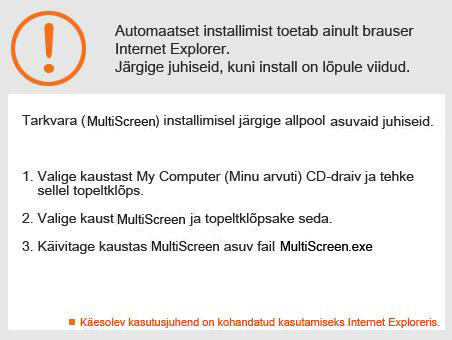 Automaatset installimist toetab ainult brauser
Internet Explorer.
Järgige juhiseid, kuni install on lõpule viidud.
Tarkvara (MultiScreen) installimisel järgige allpool asuvaid juhiseid.
1. Valige kaustast My Computer (Minu arvuti) CD-draiv ja tehke
sellel topeltklõps.
2. Valige kaust MultiScreen ja topeltklõpsake seda.
3. Käivitage kaustas MultiScreen asuv fail MultiScreen.exe
Käesolev kasutusjuhend on kohandatud kasutamiseks Internet Exploreris.